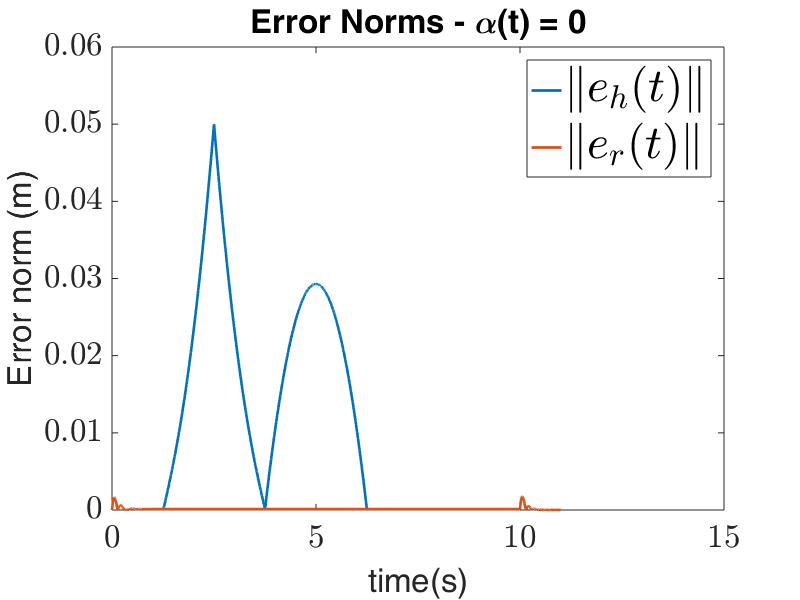 Error Norms - α(t) = 0
0.06
0.05
0.04
0.03
0.02
0.01
0
Error norm (m)
‖e_h(t)‖
‖e_r(t)‖
0 5 10 15
time(s)